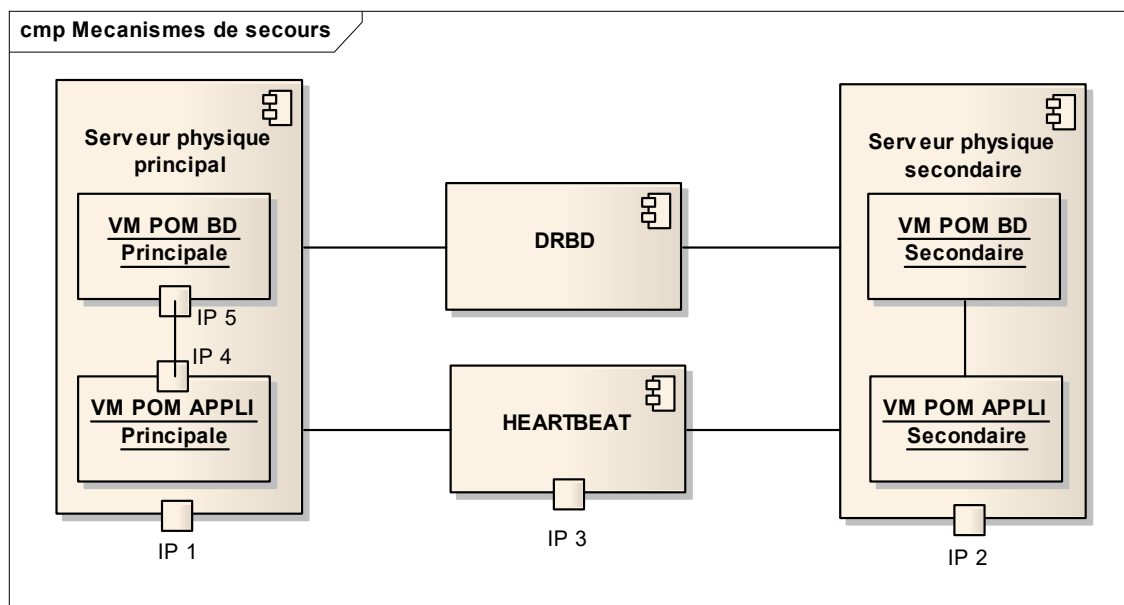 cmp Mecanismes de secours
Serveur physique
principal
VM POM BD
Principale
IP 5
IP 4
VM POM APPLI
Principale
IP 1
DRBD
HEARTBEAT
IP 3
Serveur physique
secondaire
VM POM BD
Secondaire
VM POM APPLI
Secondaire
IP 2